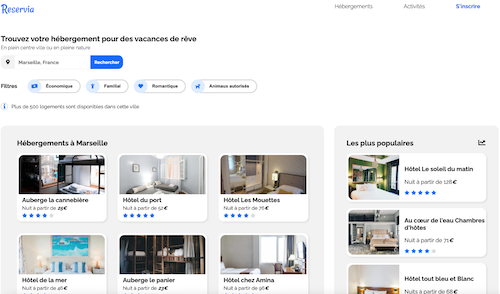 Reservia
Hébergements
Activités
S'inscrire
Trouvez votre hébergement pour des vacances de rêve
En plein centre ville ou en pleine nature
Marseille, France
Rechercher
Filtres
Économique
Familial
Romantique
Animaux autorisés
Plus de 500 logements sont disponibles dans cette ville
Hébergements à Marseille
Auberge la cannebière
Nuit à partir de 25€
Hôtel du port
Nuit à partir de 52€
Hôtel Les Mouettes
Nuit à partir de 76€
Hôtel de la mer
Nuit à partir de 46€
Auberge le panier
Nuit à partir de 23€
Hôtel chez Amina
Nuit à partir de 96€
Les plus populaires
Hôtel Le soleil du matin
Nuit à partir de 128€
Au cœur de l'eau Chambres
d'hôtes
Nuit à partir de 71€
Hôtel tout bleu et Blanc
Nuits à partir de 68€